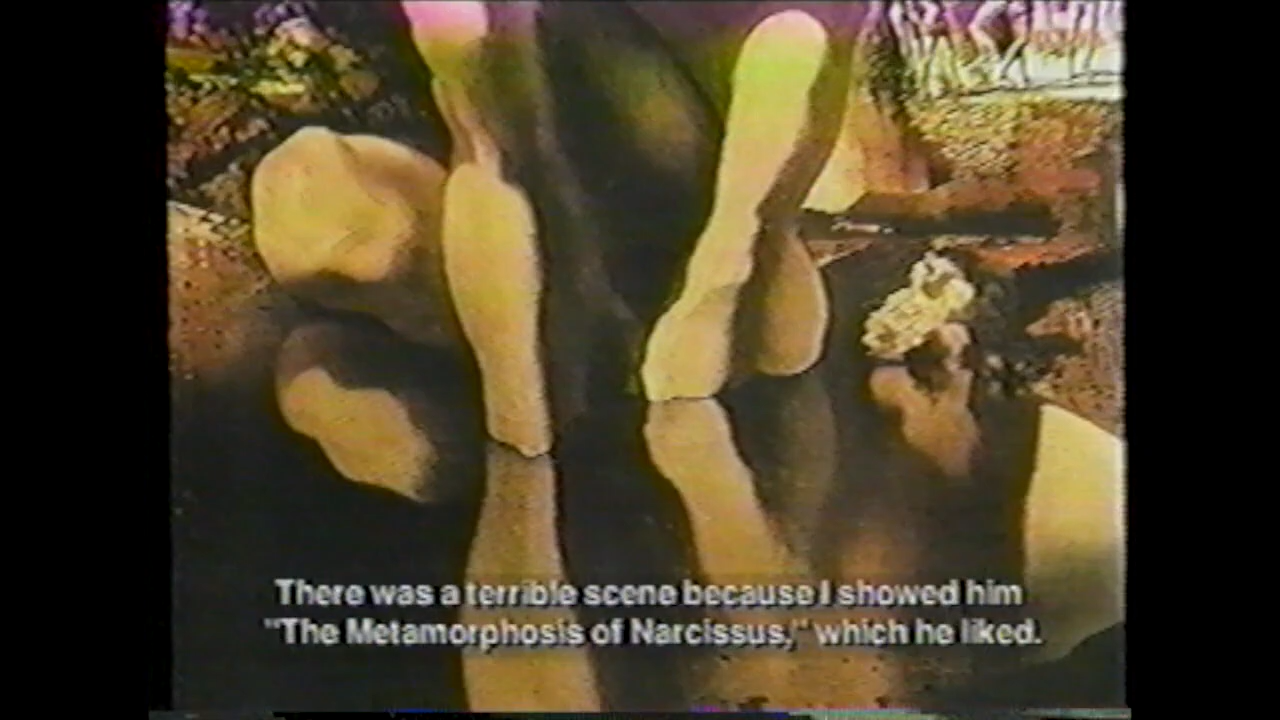 There was a terrible scene because I showed him
"The Metamorphosis of Narcissus," which he liked.